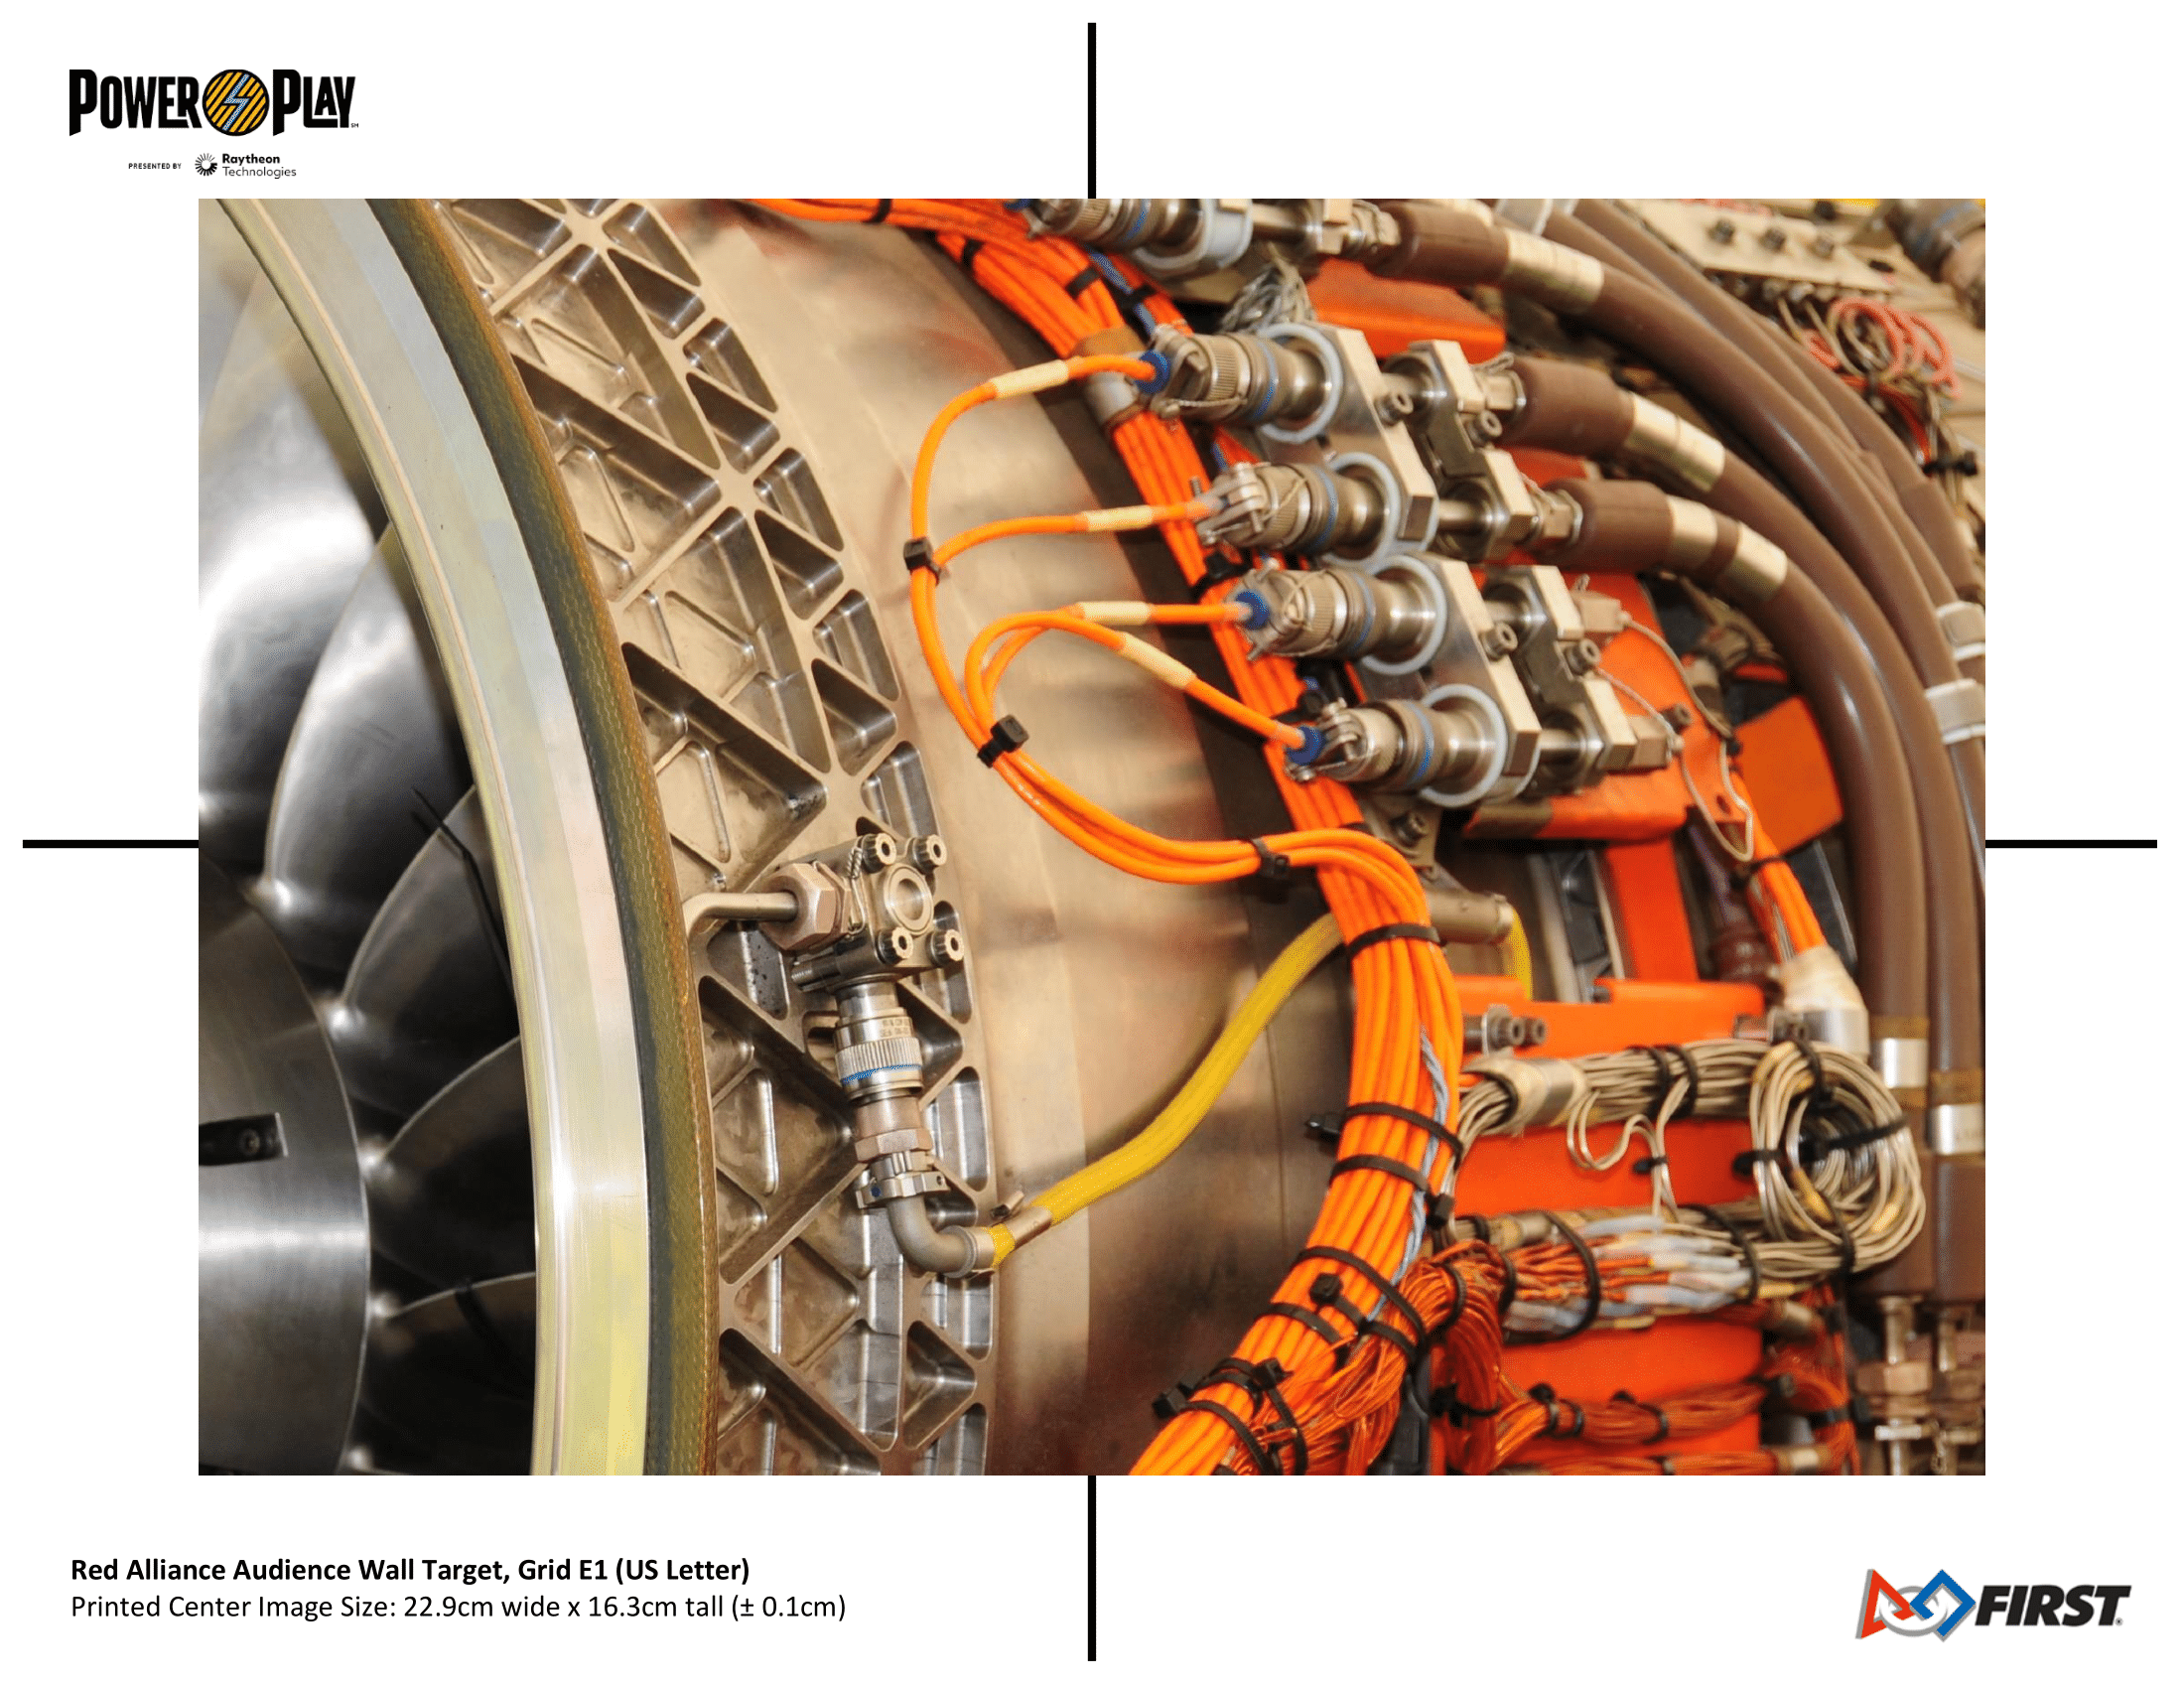 POWER PLAY SM
PRESENTED BY Raytheon
Technologies
Red Alliance Audience Wall Target, Grid E1 (US Letter)
Printed Center Image Size: 22.9cm wide x 16.3cm tall (± 0.1cm)
FIRST®